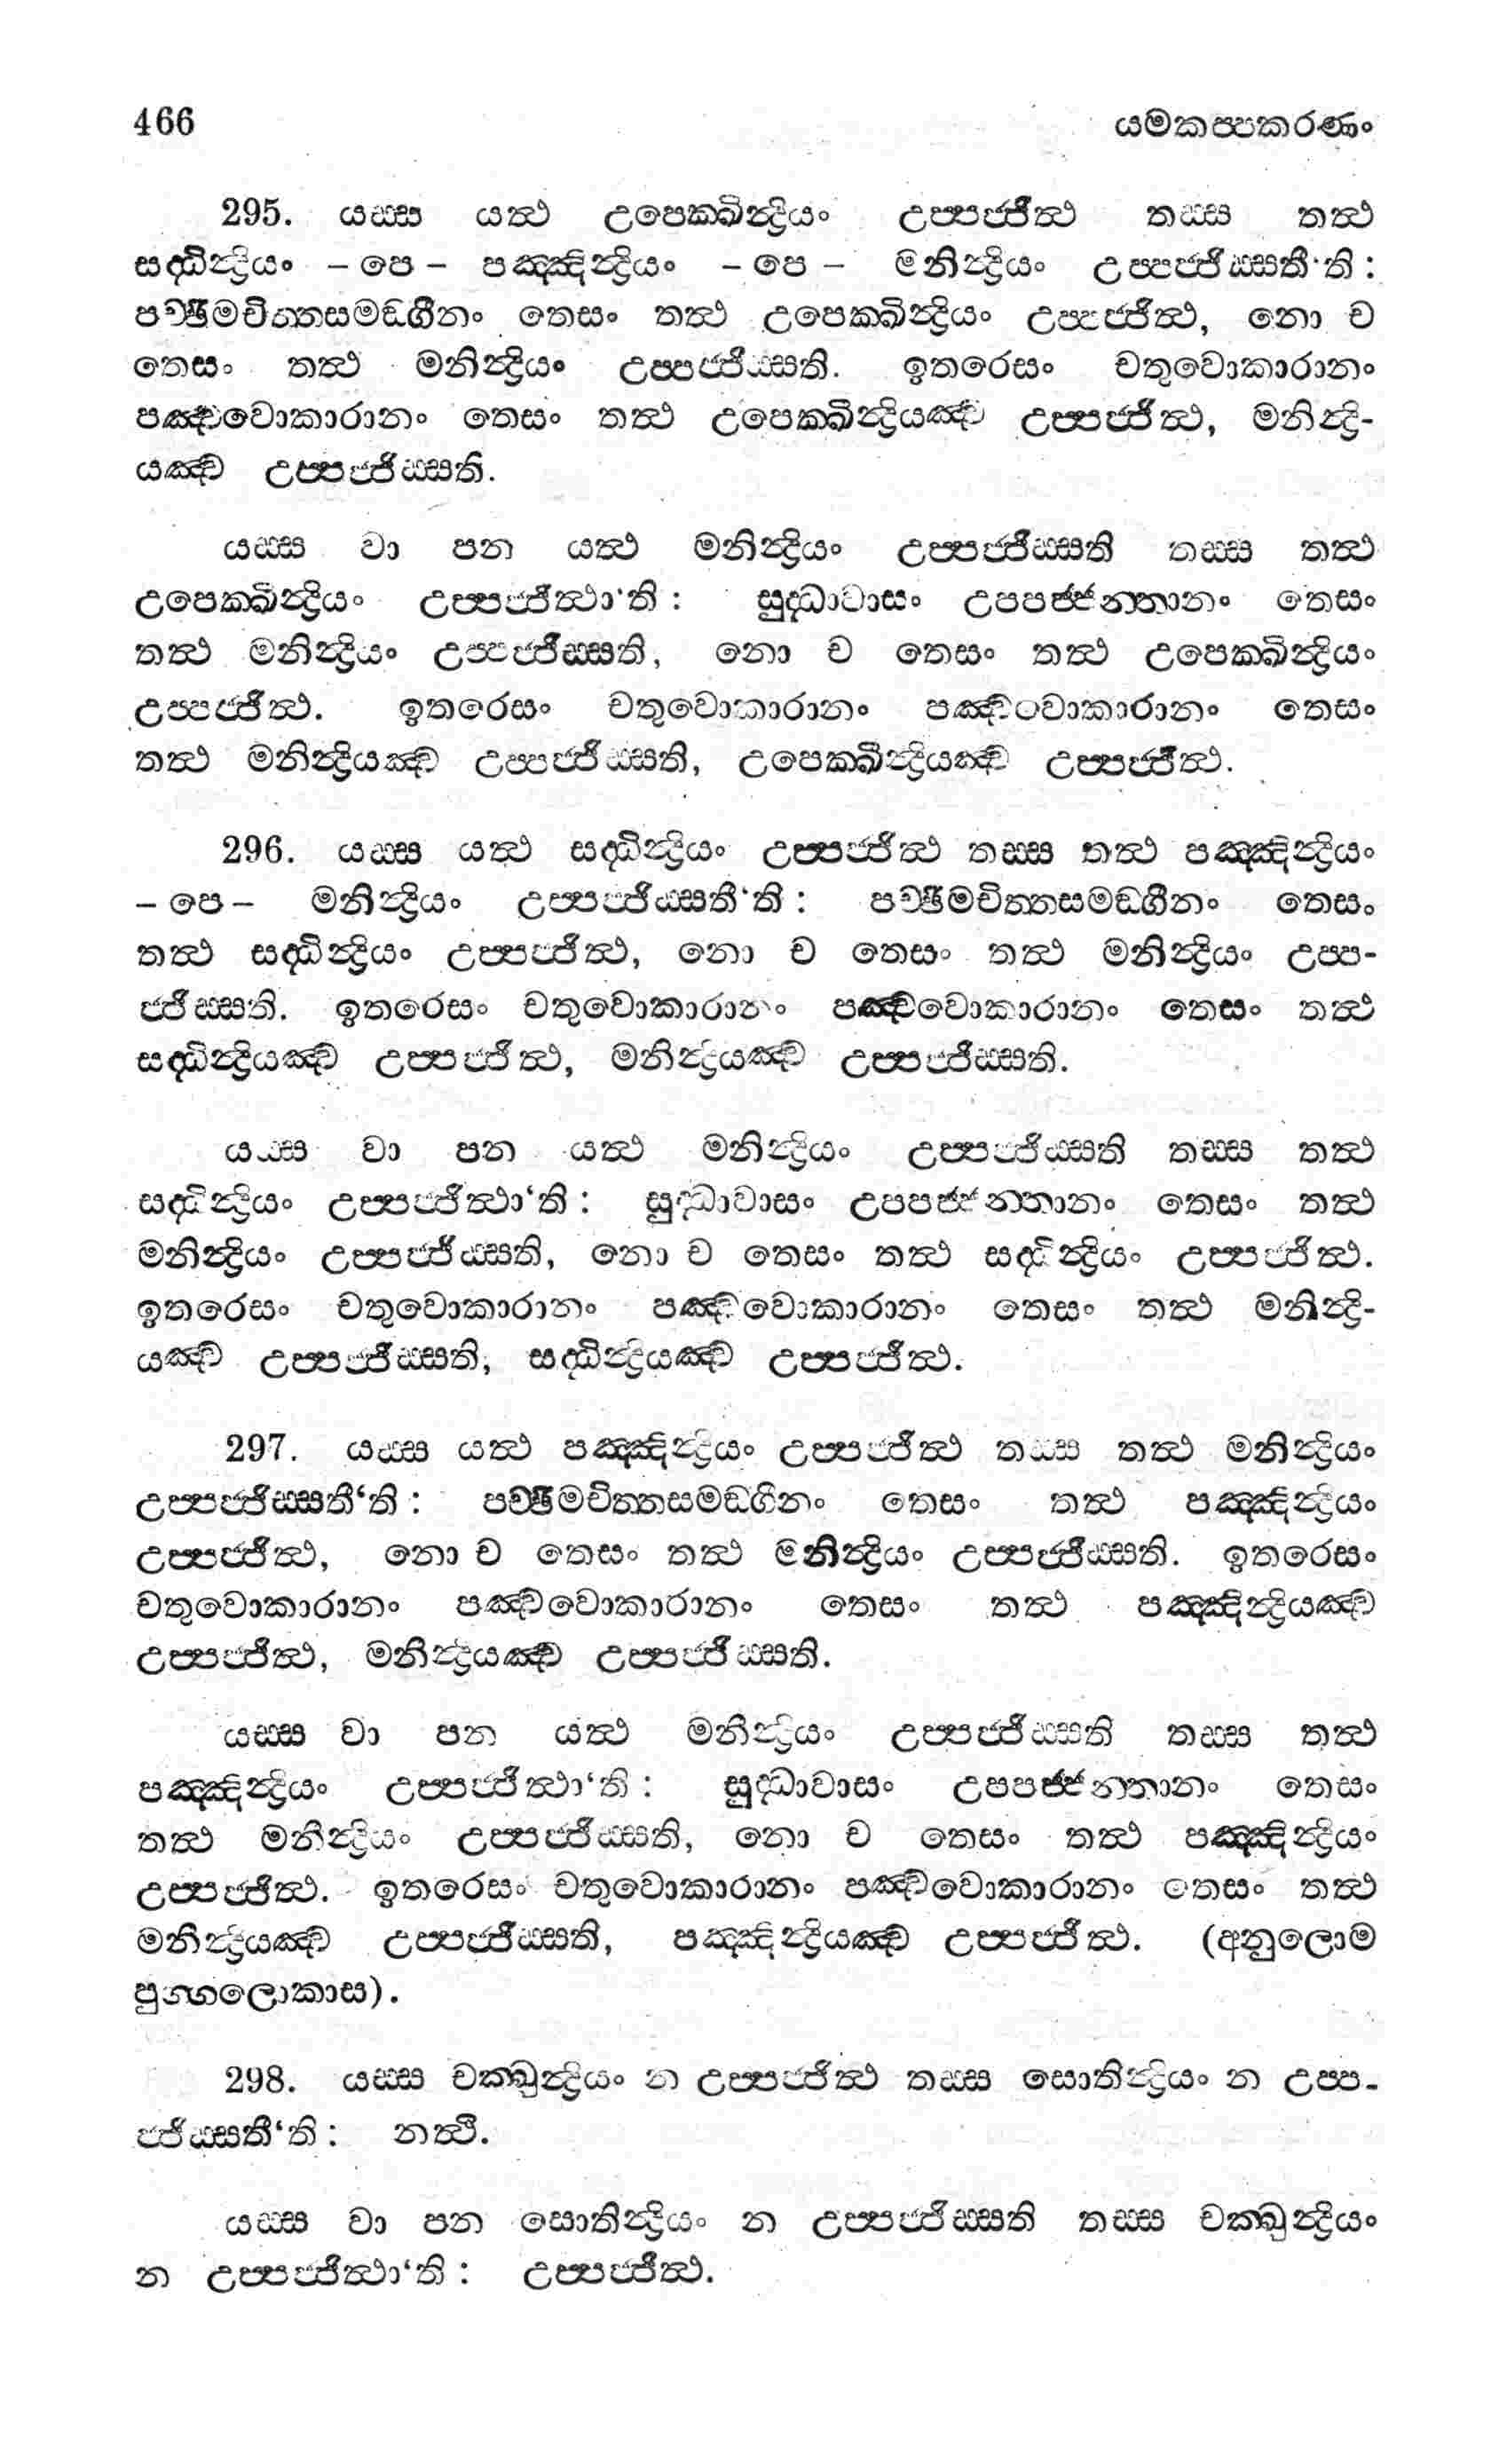 466 යමකප්පකරණං
295. යස්ස යත්ථ උපෙක්ඛින්ද්‍රියං උප්පජ්ජිත්ථ තස්ස තත්ථ
සද්ධින්ද්‍රියං – පෙ – පඤ්ඤින්ද්‍රියං – පෙ – මනින්ද්‍රියං උප්පජ්ජිස්සතී‘ති :
පච්ඡිමචිත්තසමඞ්ගීනං තෙසං තත්ථ උපෙක්ඛින්ද්‍රියං උප්පජ්ජිත්ථ, නො ච
තෙසං තත්ථ මනින්ද්‍රියං උප්පජ්ජිස්සති. ඉතරෙසං චතුවොකාරානං
පඤ්චවොකාරානං තෙසං තත්ථ උපෙක්ඛින්ද්‍රියඤ්ච උප්පජ්ජිත්ථ, මනින්ද්‍රි-
යඤ්ච උප්පජ්ජිස්සති.
යස්ස වා පන යත්ථ මනින්ද්‍රියං උප්පජ්ජිස්සති තස්ස තත්ථ
උපෙක්ඛින්ද්‍රියං උප්පජ්ජිත්ථා‘ති : සුද්ධාවාසං උපපජ්ජන්තානං තෙසං
තත්ථ මනින්ද්‍රියං උප්පජ්ජිස්සති, නො ච තෙසං තත්ථ උපෙක්ඛින්ද්‍රියං
උප්පජ්ජිත්ථ. ඉතරෙසං චතුවොකාරානං පඤ්චවොකාරානං තෙසං
තත්ථ මනින්ද්‍රියඤ්ච උප්පජ්ජිස්සති, උපෙක්ඛින්ද්‍රියඤ්ච උප්පජ්ජිත්ථ.
296. යස්ස යත්ථ සද්ධින්ද්‍රියං උප්පජ්ජිත්ථ තස්ස තත්ථ පඤ්ඤින්ද්‍රියං
– පෙ – මනින්ද්‍රියං උප්පජ්ජිස්සතී‘ති : පච්ඡිමචිත්තසමඞ්ගීනං තෙසං
තත්ථ සද්ධින්ද්‍රියං උප්පජ්ජිත්ථ, නො ච තෙසං තත්ථ මනින්ද්‍රියං උප්ප-
ජ්ජිස්සති. ඉතරෙසං චතුවොකාරානං පඤ්චවොකාරානං තෙසං තත්ථ
සද්ධින්ද්‍රියඤ්ච උප්පජ්ජිත්ථ, මනින්ද්‍රියඤ්ච උප්පජ්ජිස්සති.
යස්ස වා පන යත්ථ මනින්ද්‍රියං උප්පජ්ජිස්සති තස්ස තත්ථ
සද්ධින්ද්‍රියං උප්පජ්ජිත්ථා‘ති : සුද්ධාවාසං උපපජ්ජන්තානං තෙසං තත්ථ
මනින්ද්‍රියං උප්පජ්ජිස්සති, නො ච තෙසං තත්ථ සද්ධින්ද්‍රියං උප්පජ්ජිත්ථ.
ඉතරෙසං චතුවොකාරානං පඤ්චවොකාරානං තෙසං තත්ථ මනින්ද්‍රි-
යඤ්ච උප්පජ්ජිස්සති, සද්ධින්ද්‍රියඤ්ච උප්පජ්ජිත්ථ.
297. යස්ස යත්ථ පඤ්ඤින්ද්‍රියං උප්පජ්ජිත්ථ තස්ස තත්ථ මනින්ද්‍රියං
උප්පජ්ජිස්සතී‘ති : පච්ඡිමචිත්තසමඞ්ගීනං තෙසං තත්ථ පඤ්ඤින්ද්‍රියං
උප්පජ්ජිත්ථ, නො ච තෙසං තත්ථ මනින්ද්‍රියං උප්පජ්ජිස්සති. ඉතරෙසං
චතුවොකාරානං පඤ්චවොකාරානං තෙසං තත්ථ පඤ්ඤින්ද්‍රියඤ්ච
උප්පජ්ජිත්ථ, මනින්ද්‍රියඤ්ච උප්පජ්ජිස්සති.
යස්ස වා පන යත්ථ මනින්ද්‍රියං උප්පජ්ජිස්සති තස්ස තත්ථ
පඤ්ඤින්ද්‍රියං උප්පජ්ජිත්ථා‘ති : සුද්ධාවාසං උපපජ්ජන්තානං තෙසං
තත්ථ මනින්ද්‍රියං උප්පජ්ජිස්සති, නො ච තෙසං තත්ථ පඤ්ඤින්ද්‍රියං
උප්පජ්ජිත්ථ. ඉතරෙසං චතුවොකාරානං පඤ්චවොකාරානං තෙසං තත්ථ
මනින්ද්‍රියඤ්ච උප්පජ්ජිස්සති, පඤ්ඤින්ද්‍රියඤ්ච උප්පජ්ජිත්ථ. (අනුලොම
පුග්ගලොකාස).
298. යස්ස චක්ඛුන්ද්‍රියං න උප්පජ්ජිත්ථ තස්ස සොතින්ද්‍රියං න උප්ප-
ජ්ජිස්සතී‘ති : නත්ථි.
යස්ස වා පන සොතින්ද්‍රියං න උප්පජ්ජිස්සති තස්ස චක්ඛුන්ද්‍රියං
න උප්පජ්ජිත්ථා‘ති : උප්පජ්ජිත්ථ.